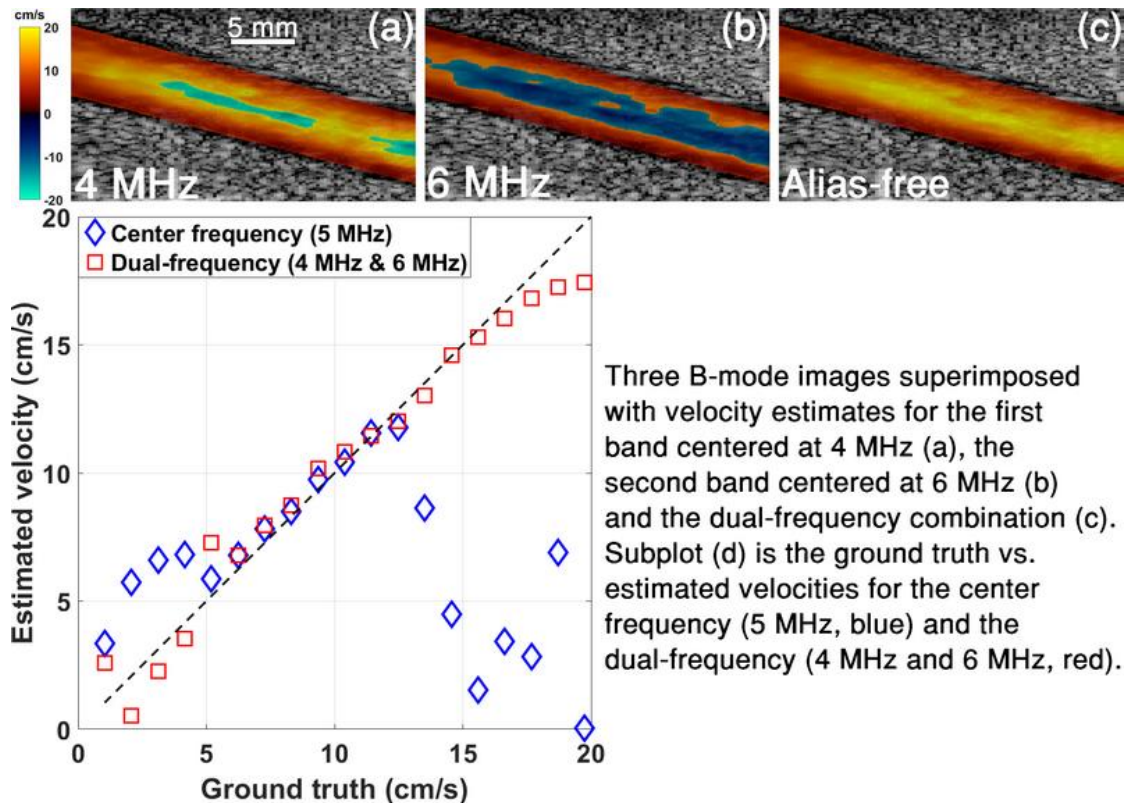 cm/s
20
10
0
-10
-20
5 mm
(a)
4 MHz
(b)
6 MHz
(c)
Alias-free
20
15
10
5
0
Estimated velocity (cm/s)
Center frequency (5 MHz)
Dual-frequency (4 MHz & 6 MHz)
0 5 10 15 20
Ground truth (cm/s)
Three B-mode images superimposed
with velocity estimates for the first
band centered at 4 MHz (a), the
second band centered at 6 MHz (b)
and the dual-frequency combination (c).
Subplot (d) is the ground truth vs.
estimated velocities for the center
frequency (5 MHz, blue) and the
dual-frequency (4 MHz and 6 MHz, red).